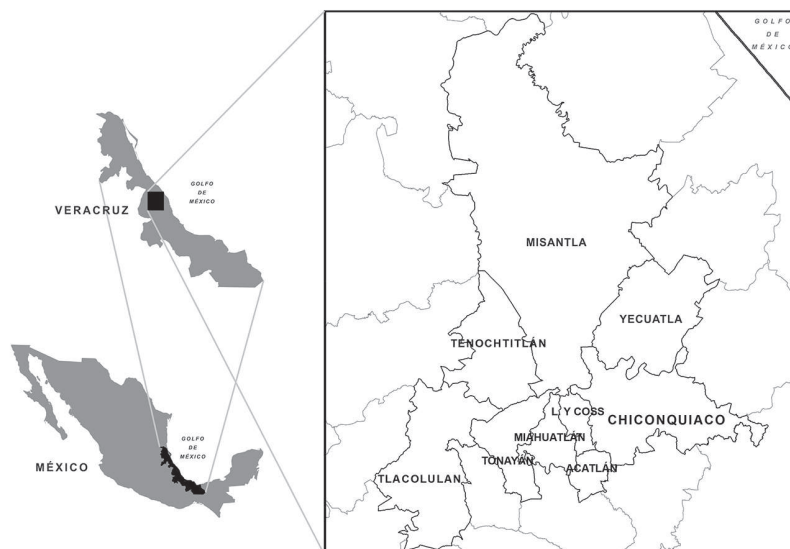 GOLFO
DE
MÉXICO
VERACRUZ
GOLFO
DE
MÉXICO
MÉXICO
GOLFO
DE
MÉXICO
MISANTLA
YECUATLA
TENOCHTITLÁN
L. Y COSS
CHICONQUIACO
MIAHUATLÁN
TONAYÁN
ACATLÁN
TLACOLULAN